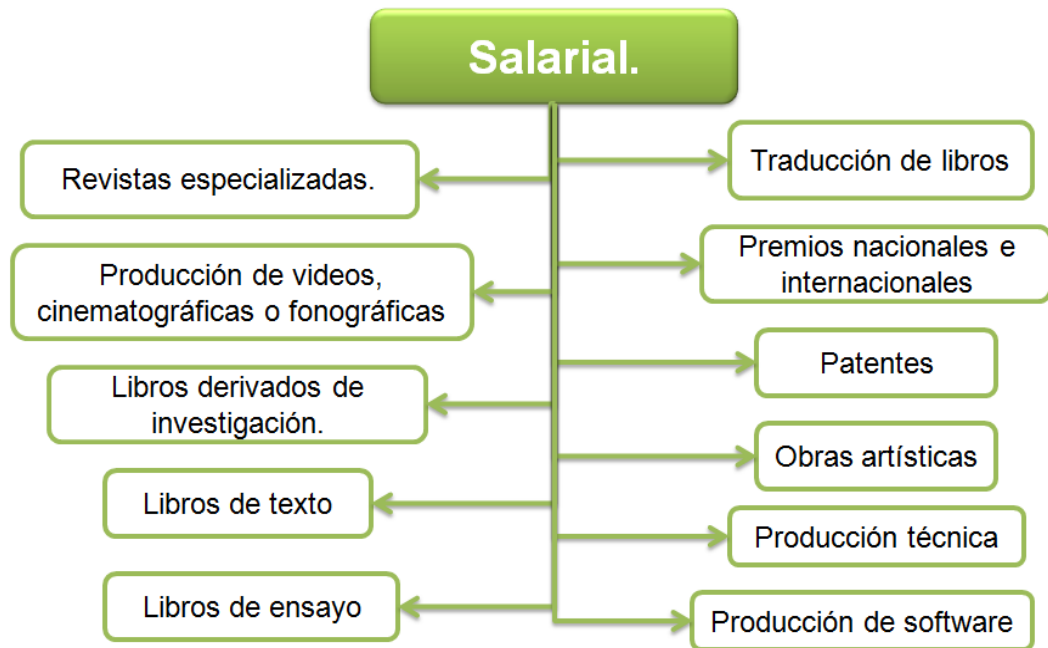 Salarial.
Revistas especializadas.
Producción de videos,
cinematográficas o fonográficas
Libros derivados de
investigación.
Libros de texto
Libros de ensayo
Traducción de libros
Premios nacionales e
internacionales
Patentes
Obras artísticas
Producción técnica
Producción de software